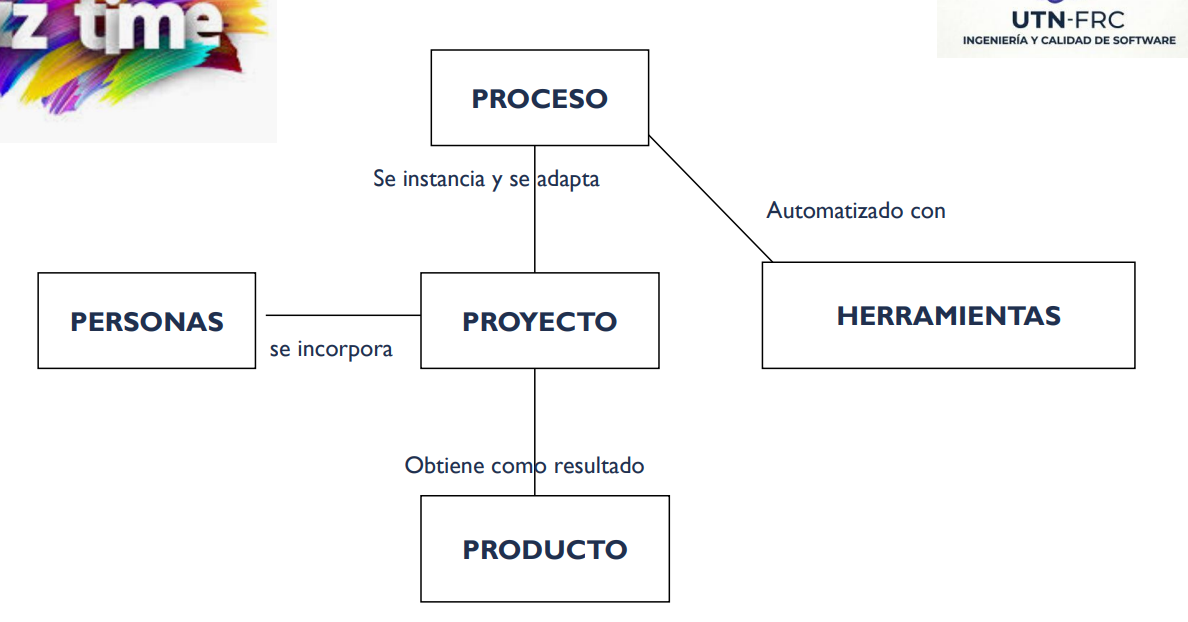 time
UTN-FRC
INGENIERÍA Y CALIDAD DE SOFTWARE
PROCESO
Se instancia y se adapta
Automatizado con
PERSONAS
se incorpora
PROYECTO
HERRAMIENTAS
Obtiene como resultado
PRODUCTO